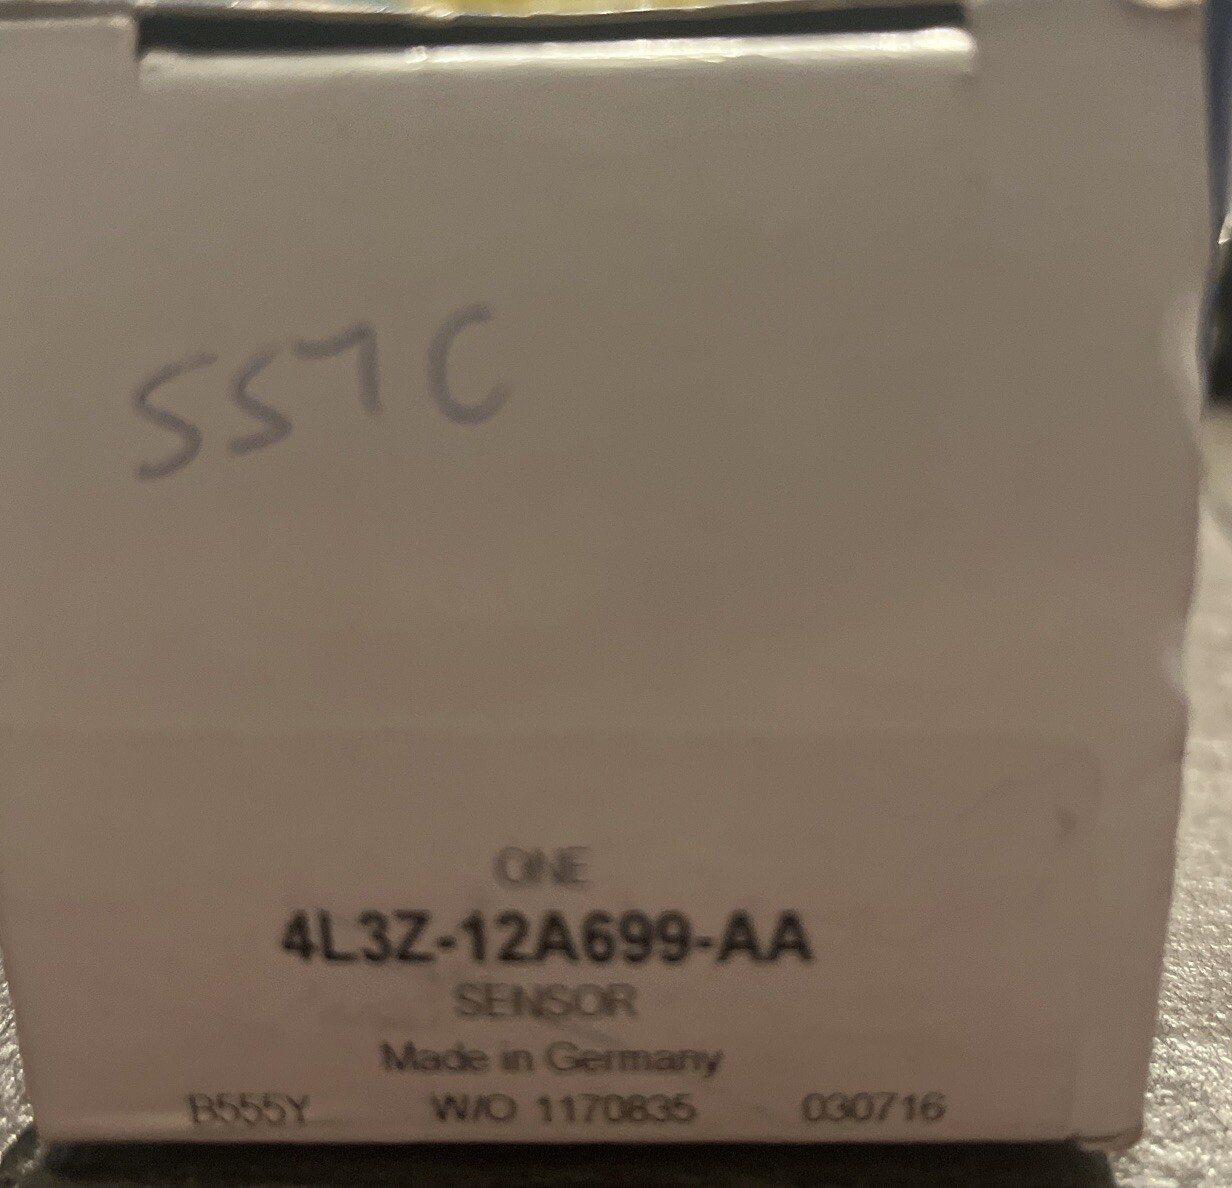 557C
ONE
4L3Z-12A699-AA
SENSOR
Made in Germany
B555Y W/O 1170835 030716